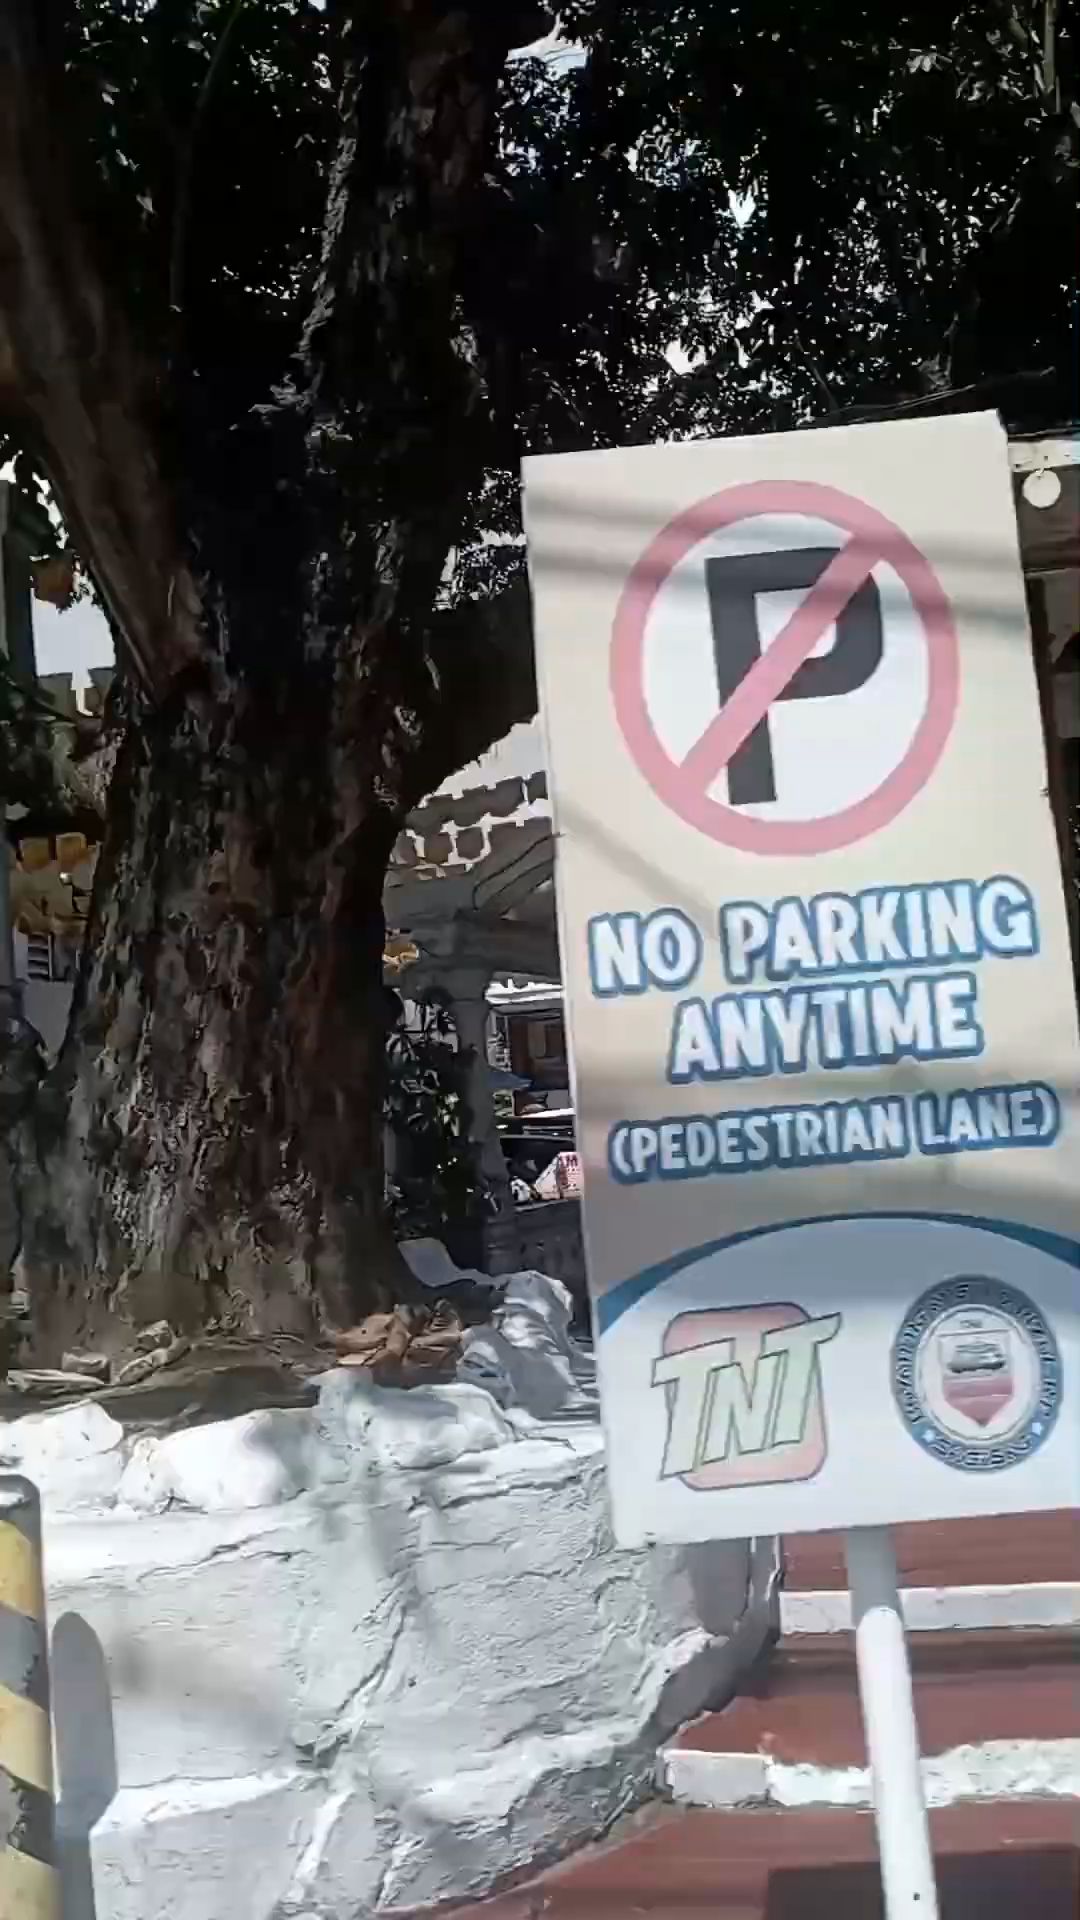 P
NO PARKING
ANYTIME
(PEDESTRIAN LANE)
TNT